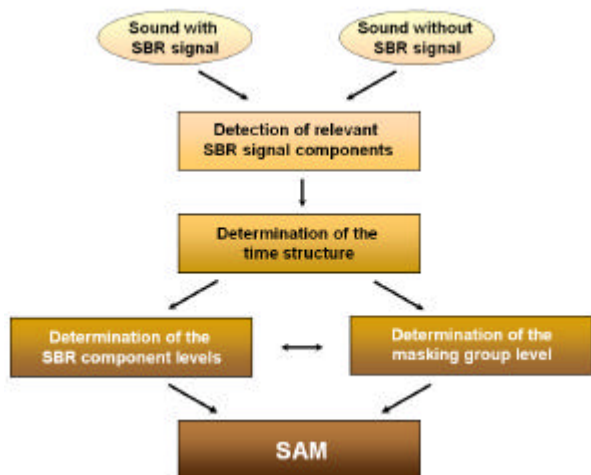 Sound with
SBR signal
Sound without
SBR signal
Detection of relevant
SBR signal components
Determination of the
time structure
Determination of the
SBR component levels
Determination of the
masking group level
SAM